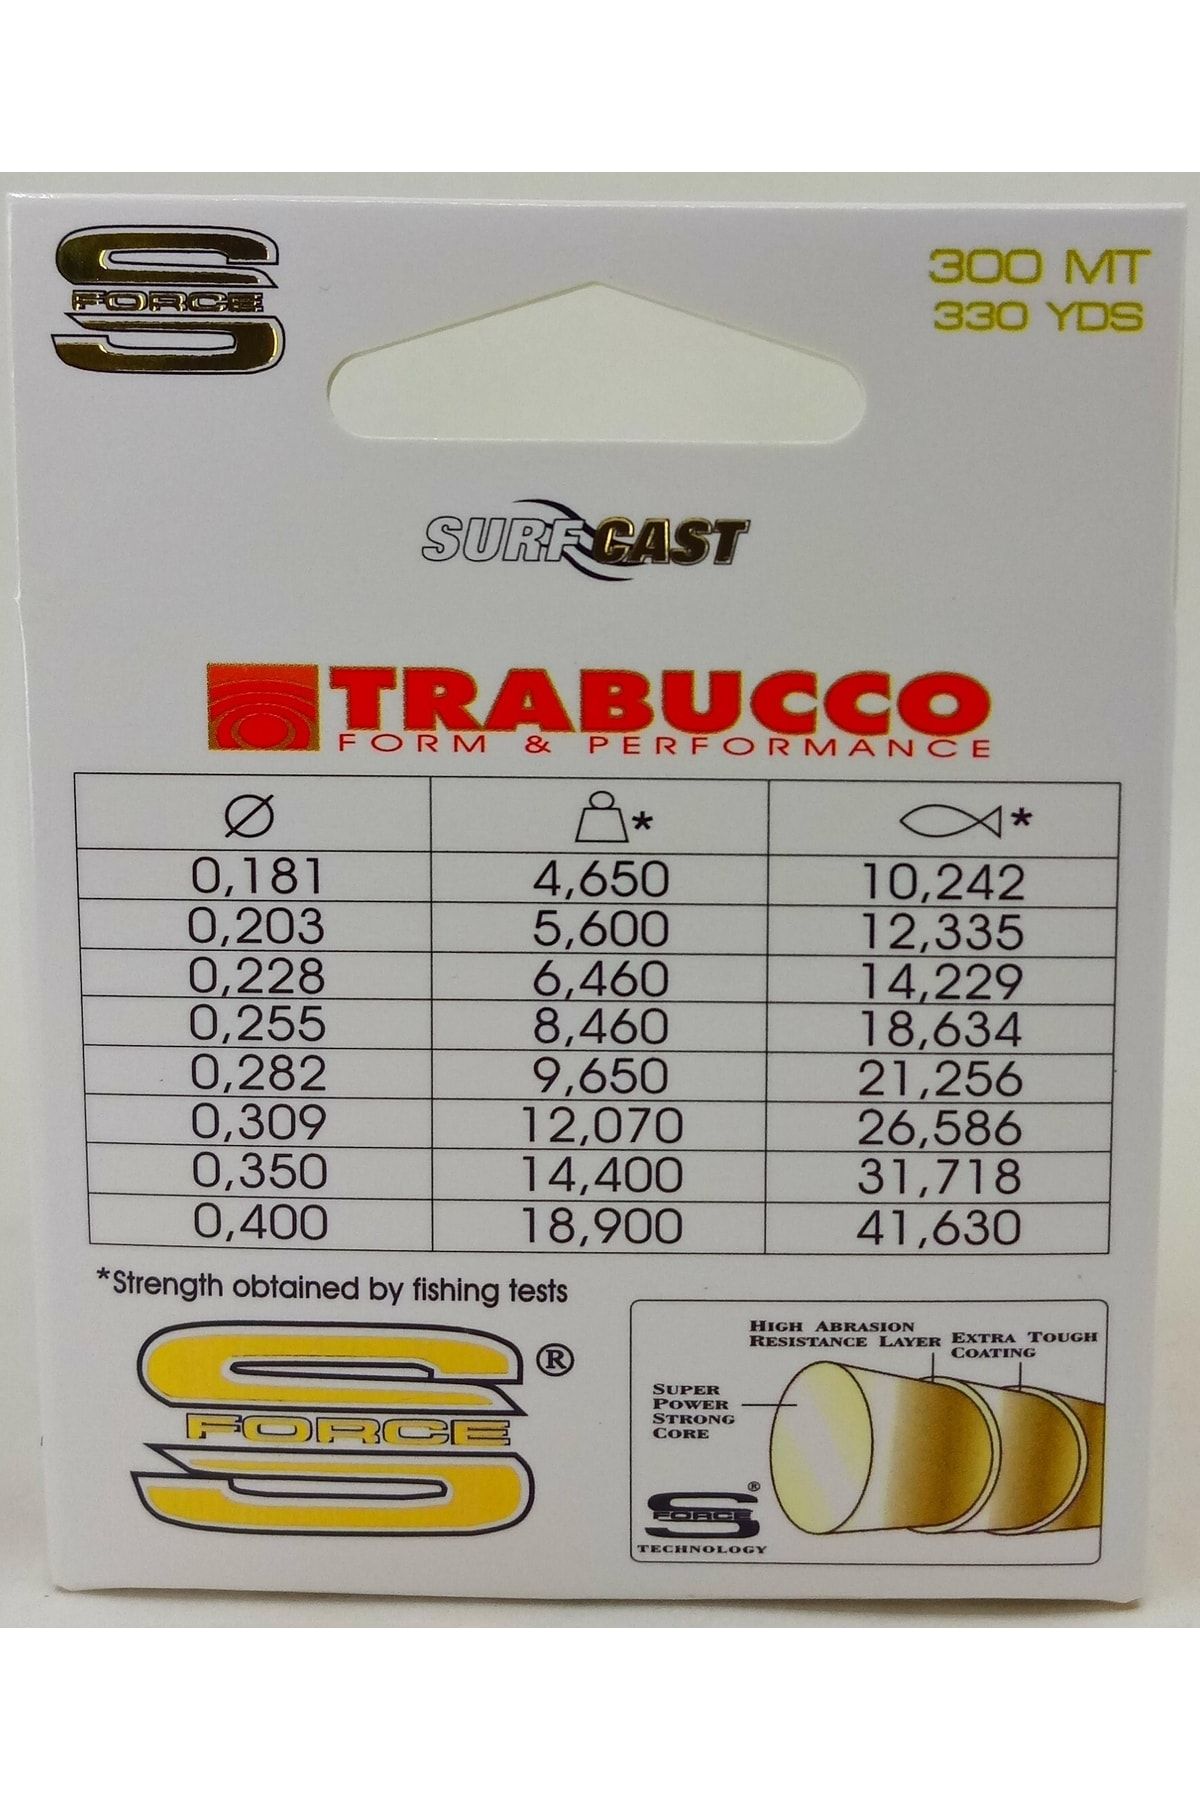 S
FORCE
300 MT
330 YDS
SURF CAST
TRABUCCO
FORM & PERFORMANCE
Ø * *
0,181 4,650 10,242
0,203 5,600 12,335
0,228 6,460 14,229
0,255 8,460 18,634
0,282 9,650 21,256
0,309 12,070 26,586
0,350 14,400 31,718
0,400 18,900 41,630
*Strength obtained by fishing tests
S ®
FORCE
HIGH ABRASION
RESISTANCE LAYER
EXTRA TOUGH
COATING
SUPER
POWER
STRONG
CORE
S ®
FORCE
TECHNOLOGY